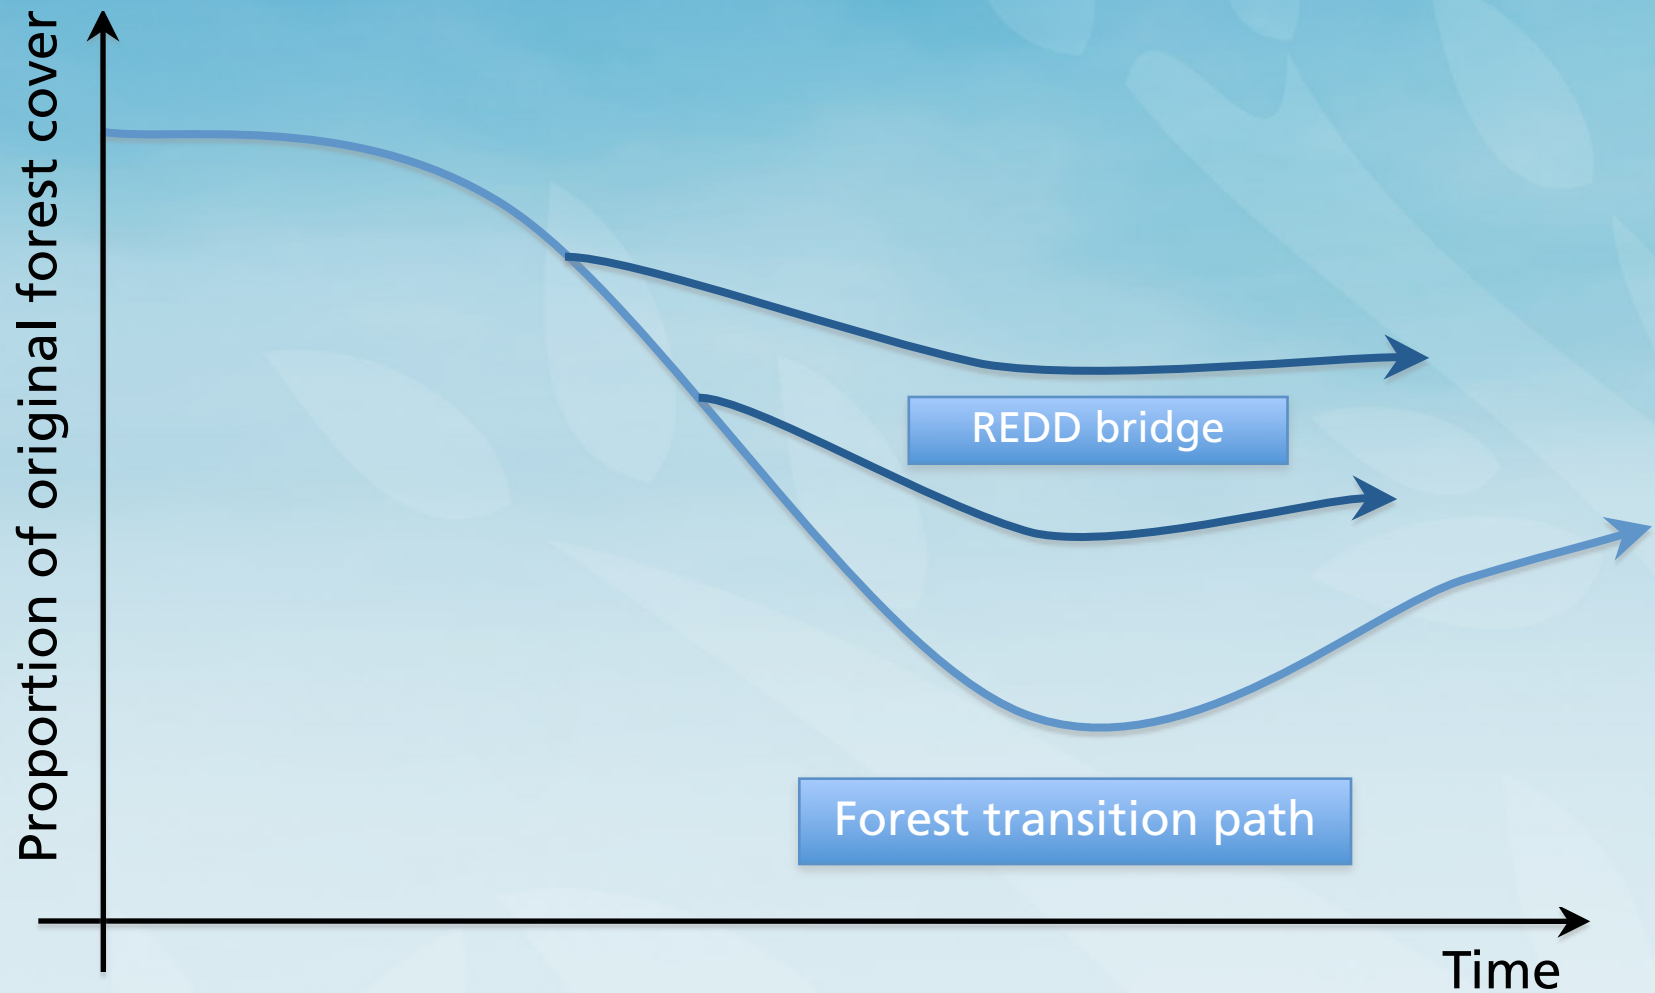 Proportion of original forest cover
REDD bridge
Forest transition path
Time